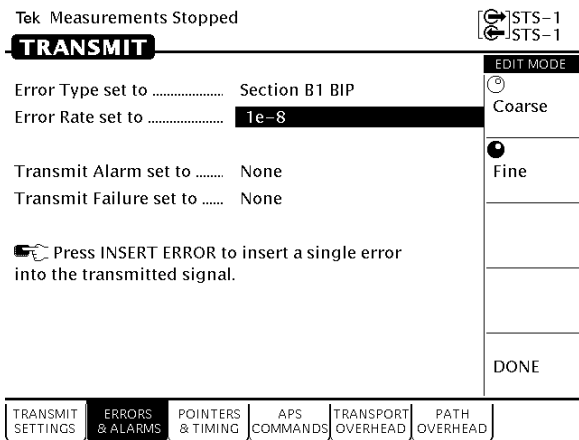 Tek Measurements Stopped
STS-1
STS-1
TRANSMIT
EDIT MODE
Error Type set to .................... Section B1 BIP
Error Rate set to ..................... 1e-8
Coarse
Transmit Alarm set to ........ None
Fine
Transmit Failure set to ...... None
Press INSERT ERROR to insert a single error
into the transmitted signal.
DONE
TRANSMIT SETTINGS
ERRORS & ALARMS
POINTERS & TIMING
APS COMMANDS
TRANSPORT OVERHEAD
PATH OVERHEAD